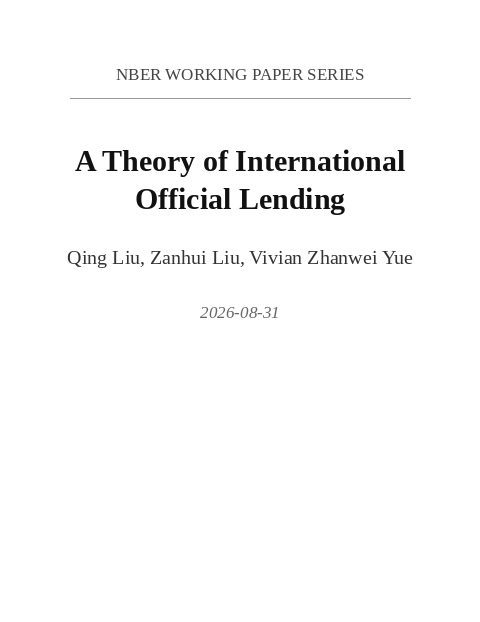 NBER WORKING PAPER SERIES
A Theory of International
Official Lending
Qing Liu, Zanhui Liu, Vivian Zhanwei Yue
2026-08-31